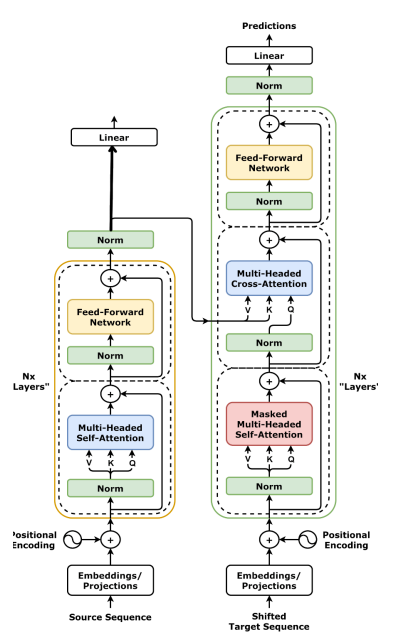 Predictions
Linear
Norm
Feed-Forward
Network
Norm
Multi-Headed
Cross-Attention
V K Q
Norm
Masked
Multi-Headed
Self-Attention
V K Q
Norm
Nx
"Layers'
Positional
Encoding
Embeddings/
Projections
Shifted
Target Sequence
Linear
Norm
Feed-Forward
Network
Norm
Multi-Headed
Self-Attention
V K Q
Norm
Nx
Layers"
Positional
Encoding
Embeddings/
Projections
Source Sequence